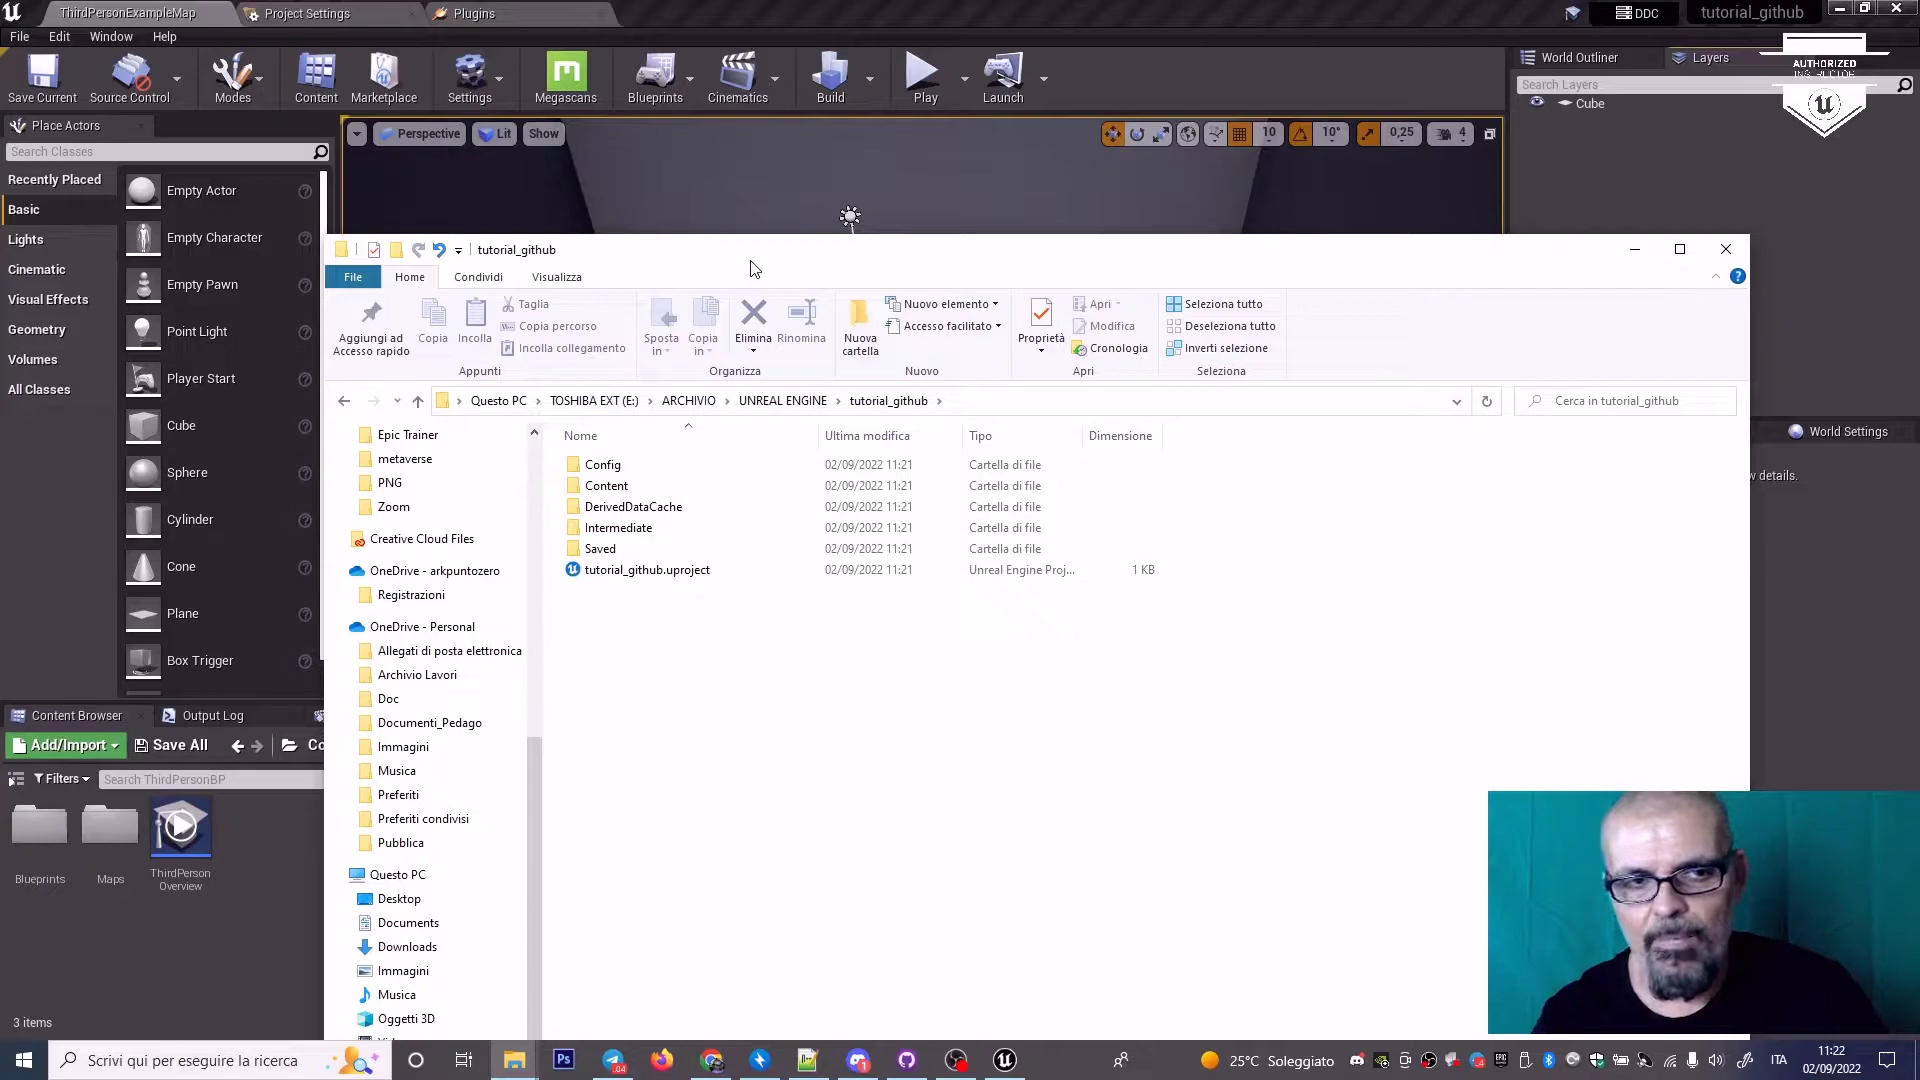 ThirdPersonExampleMap
Project Settings
Plugins
DDC
tutorial_github
File Edit Window Help
Save Current
Source Control
Modes
Content
Marketplace
Settings
Megascans
Blueprints
Cinematics
Build
Play
Launch
World Outliner
Layers
Search Layers
Cube
AUTHORIZED
INSTRUCTOR
Place Actors
Search Classes
Recently Placed
Basic
Lights
Cinematic
Visual Effects
Geometry
Volumes
All Classes
Empty Actor
Empty Character
Empty Pawn
Point Light
Player Start
Cube
Sphere
Cylinder
Cone
Plane
Box Trigger
Perspective
Lit
Show
10
10°
0,25
4
tutorial_github
File
Home
Condividi
Visualizza
Aggiungi ad
Accesso rapido
Copia
Incolla
Taglia
Copia percorso
Incolla collegamento
Appunti
Sposta
in
Copia
in
Elimina
Rinomina
Organizza
Nuova
cartella
Nuovo elemento
Accesso facilitato
Nuovo
Proprietà
Apri
Modifica
Cronologia
Apri
Seleziona tutto
Deseleziona tutto
Inverti selezione
Seleziona
Questo PC > TOSHIBA EXT (E:) > ARCHIVIO > UNREAL ENGINE > tutorial_github >
Cerca in tutorial_github
Epic Trainer
metaverse
PNG
Zoom
Creative Cloud Files
OneDrive - arkpuntozero
Registrazioni
OneDrive - Personal
Allegati di posta elettronica
Archivio Lavori
Doc
Documenti_Pedago
Immagini
Musica
Preferiti
Preferiti condivisi
Pubblica
Questo PC
Desktop
Documents
Downloads
Immagini
Musica
Oggetti 3D
Nome Ultima modifica Tipo Dimensione
Config 02/09/2022 11:21 Cartella di file
Content 02/09/2022 11:21 Cartella di file
DerivedDataCache 02/09/2022 11:21 Cartella di file
Intermediate 02/09/2022 11:21 Cartella di file
Saved 02/09/2022 11:21 Cartella di file
tutorial_github.uproject 02/09/2022 11:21 Unreal Engine Proj... 1 KB
World Settings
details.
Content Browser
Output Log
Add/Import
Save All
Co
Filters
Search ThirdPersonBP
Blueprints
Maps
ThirdPerson
Overview
3 items
Scrivi qui per eseguire la ricerca
Ps
25°C Soleggiato
ITA
11:22
02/09/2022